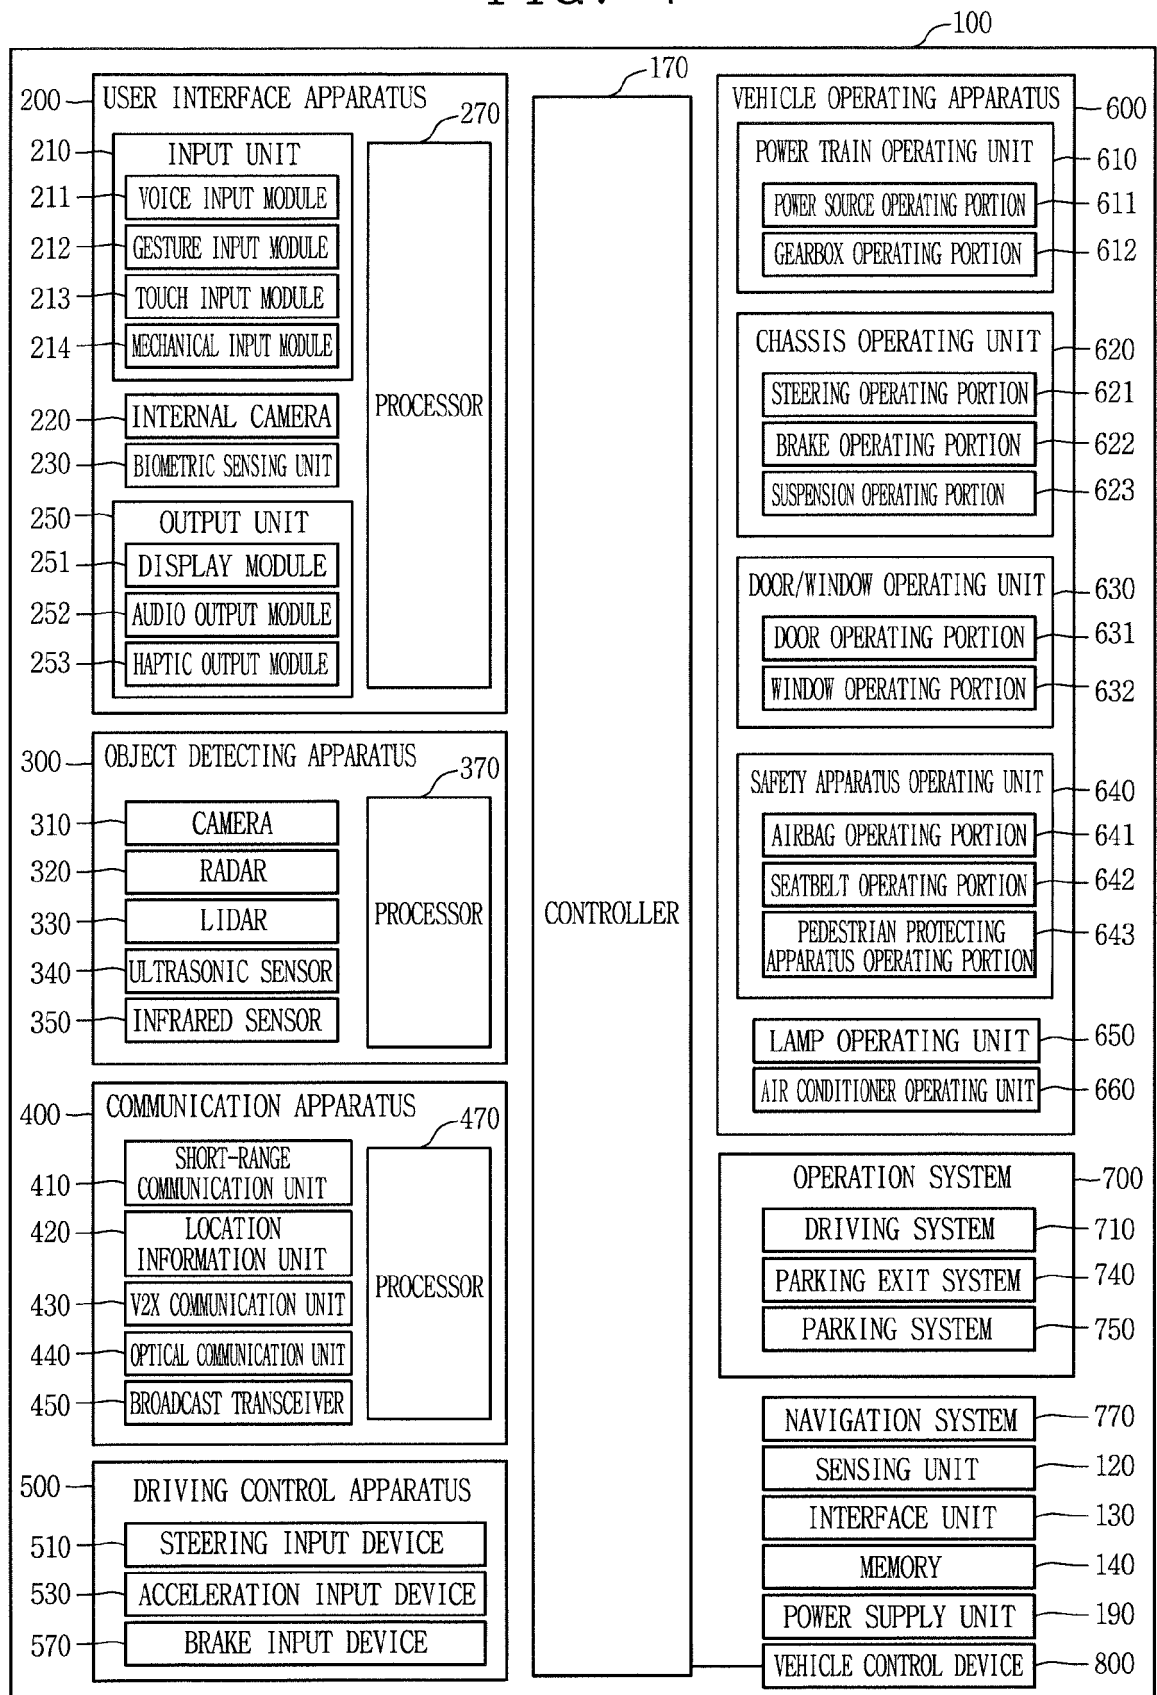 100
200
USER INTERFACE APPARATUS
210
INPUT UNIT
211
VOICE INPUT MODULE
212
GESTURE INPUT MODULE
213
TOUCH INPUT MODULE
214
MECHANICAL INPUT MODULE
220
INTERNAL CAMERA
230
BIOMETRIC SENSING UNIT
250
OUTPUT UNIT
251
DISPLAY MODULE
252
AUDIO OUTPUT MODULE
253
HAPTIC OUTPUT MODULE
270
PROCESSOR
300
OBJECT DETECTING APPARATUS
310
CAMERA
320
RADAR
330
LIDAR
340
ULTRASONIC SENSOR
350
INFRARED SENSOR
370
PROCESSOR
400
COMMUNICATION APPARATUS
410
SHORT-RANGE
COMMUNICATION UNIT
420
LOCATION
INFORMATION UNIT
430
V2X COMMUNICATION UNIT
440
OPTICAL COMMUNICATION UNIT
450
BROADCAST TRANSCEIVER
470
PROCESSOR
500
DRIVING CONTROL APPARATUS
510
STEERING INPUT DEVICE
530
ACCELERATION INPUT DEVICE
570
BRAKE INPUT DEVICE
170
CONTROLLER
VEHICLE OPERATING APPARATUS
600
POWER TRAIN OPERATING UNIT
610
POWER SOURCE OPERATING PORTION
611
GEARBOX OPERATING PORTION
612
CHASSIS OPERATING UNIT
620
STEERING OPERATING PORTION
621
BRAKE OPERATING PORTION
622
SUSPENSION OPERATING PORTION
623
DOOR/WINDOW OPERATING UNIT
630
DOOR OPERATING PORTION
631
WINDOW OPERATING PORTION
632
SAFETY APPARATUS OPERATING UNIT
640
AIRBAG OPERATING PORTION
641
SEATBELT OPERATING PORTION
642
PEDESTRIAN PROTECTING
APPARATUS OPERATING PORTION
643
LAMP OPERATING UNIT
650
AIR CONDITIONER OPERATING UNIT
660
OPERATION SYSTEM
700
DRIVING SYSTEM
710
PARKING EXIT SYSTEM
740
PARKING SYSTEM
750
NAVIGATION SYSTEM
770
SENSING UNIT
120
INTERFACE UNIT
130
MEMORY
140
POWER SUPPLY UNIT
190
VEHICLE CONTROL DEVICE
800